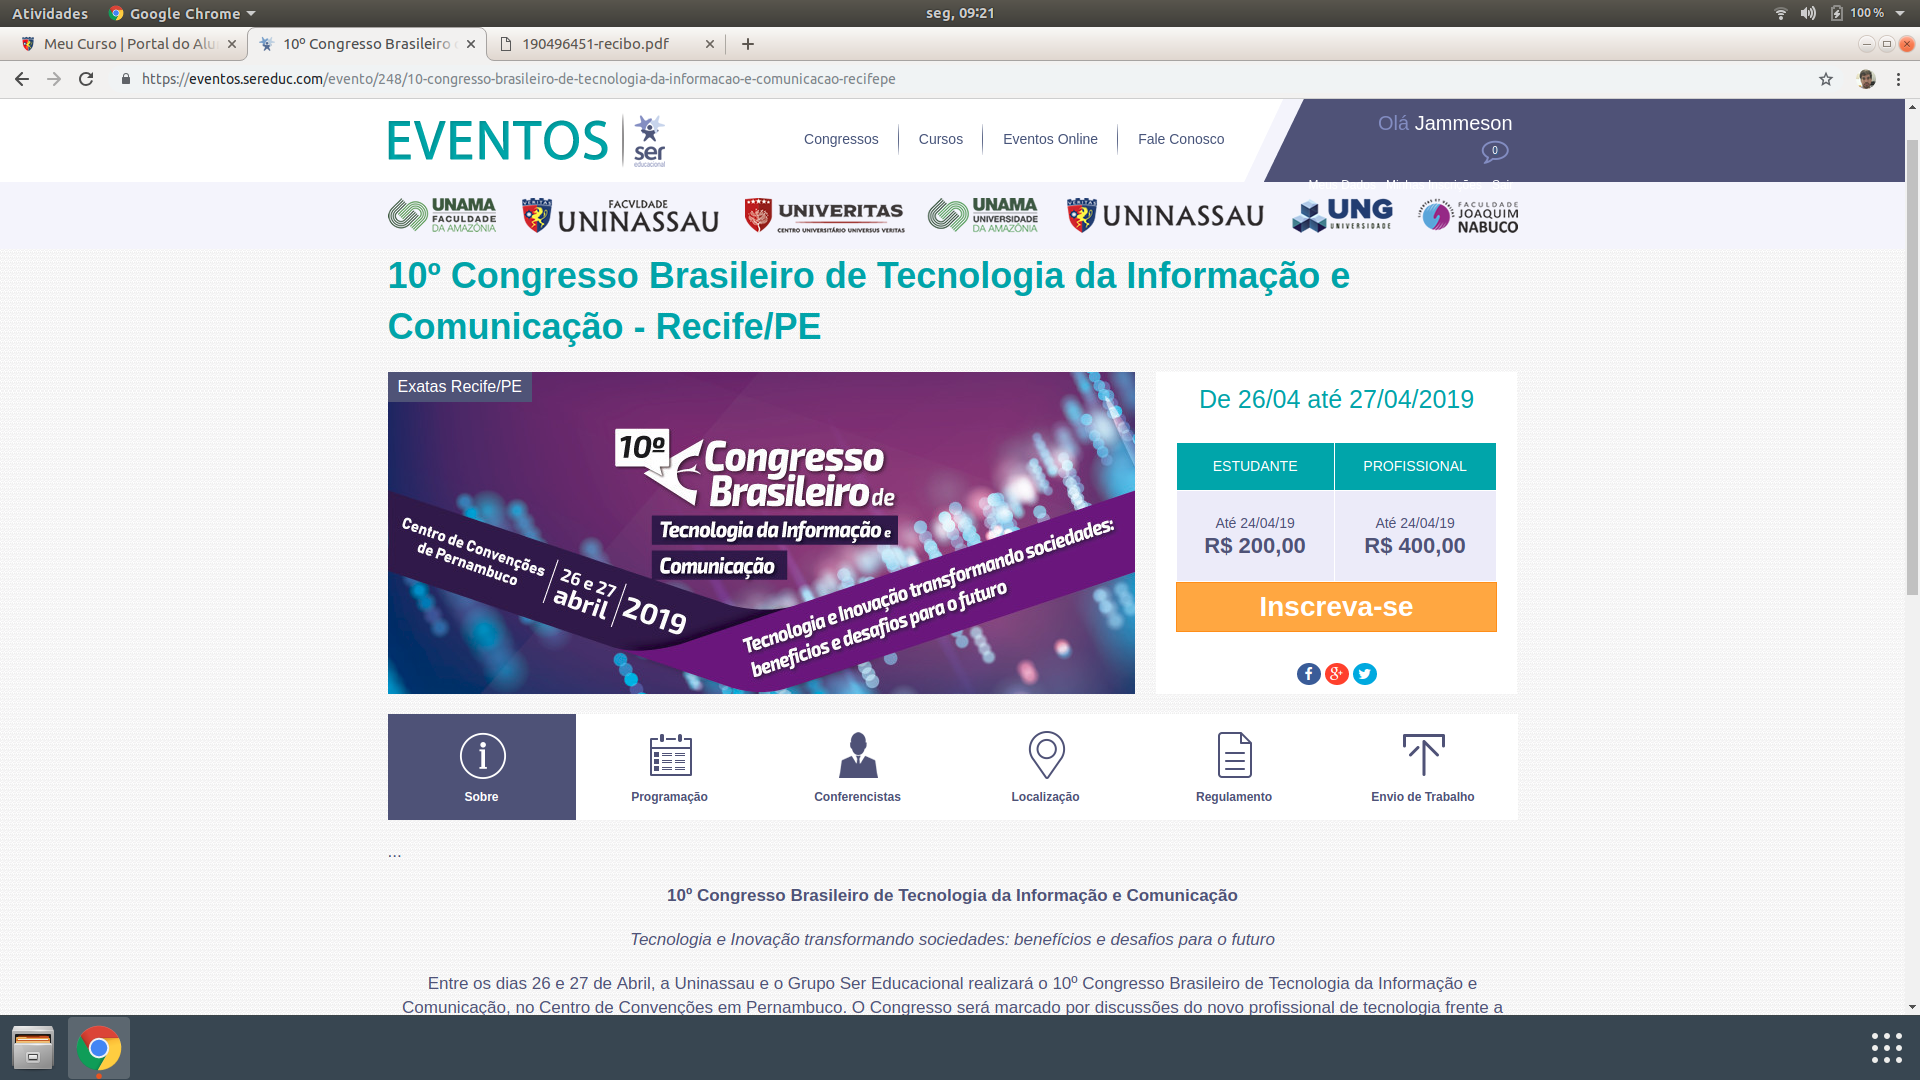 Atividades
Google Chrome
seg, 09:21
100 %
Meu Curso | Portal do Alu
10º Congresso Brasileiro
190496451-recibo.pdf
https://eventos.sereduc.com/evento/248/10-congresso-brasileiro-de-tecnologia-da-informacao-e-comunicacao-recifepe
EVENTOS
ser
educacional
Congressos
Cursos
Eventos Online
Fale Conosco
Olá Jammeson
0
Meus Dados
Minhas Inscrições
Sair
UNAMA
FACULDADE
DA AMAZÔNIA
FACVLDADE
UNINASSAU
UNIVERITAS
CENTRO UNIVERSITÁRIO UNIVERSUS VERITAS
UNAMA
UNIVERSIDADE
DA AMAZÔNIA
UNINASSAU
UNG
UNIVERSIDADE
FACULDADE
JOAQUIM
NABUCO
10º Congresso Brasileiro de Tecnologia da Informação e
Comunicação - Recife/PE
Exatas Recife/PE
10º
Congresso
Brasileiro de
Tecnologia da Informação e
Comunicação
Centro de Convenções
de Pernambuco
26 e 27
abril
2019
Tecnologia e Inovação transformando sociedades:
benefícios e desafios para o futuro
De 26/04 até 27/04/2019
ESTUDANTE
PROFISSIONAL
Até 24/04/19
R$ 200,00
Até 24/04/19
R$ 400,00
Inscreva-se
Sobre
Programação
Conferencistas
Localização
Regulamento
Envio de Trabalho
...
10º Congresso Brasileiro de Tecnologia da Informação e Comunicação
Tecnologia e Inovação transformando sociedades: benefícios e desafios para o futuro
Entre os dias 26 e 27 de Abril, a Uninassau e o Grupo Ser Educacional realizará o 10º Congresso Brasileiro de Tecnologia da Informação e
Comunicação, no Centro de Convenções em Pernambuco. O Congresso será marcado por discussões do novo profissional de tecnologia frente a